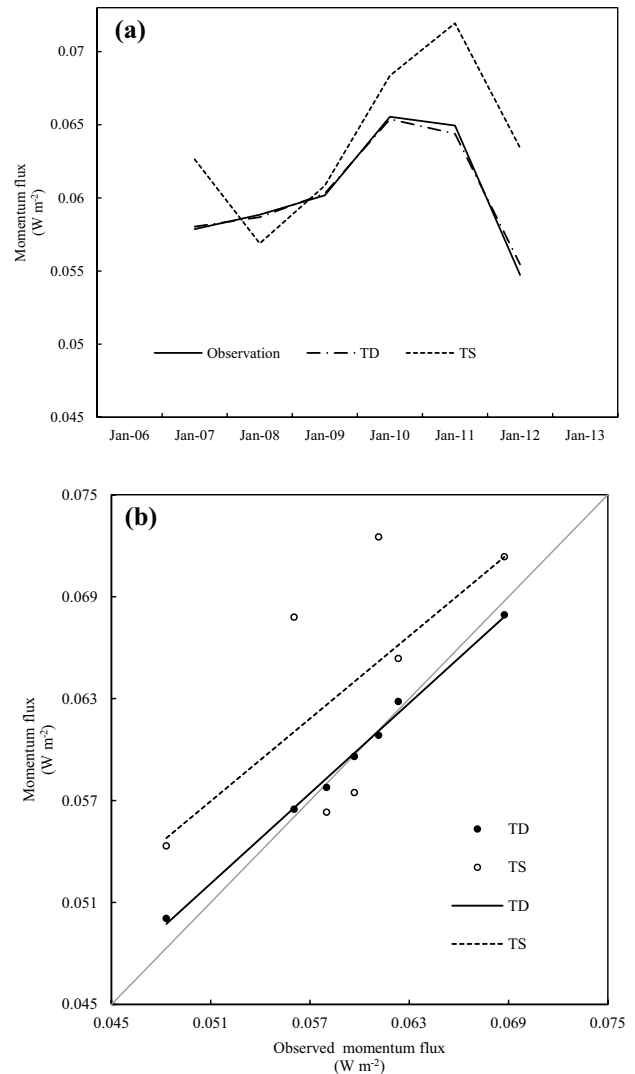 (a)
0.07
0.065
0.06
0.055
0.05
0.045
Momentum flux
(W m-2)
Observation TD TS
Jan-06 Jan-07 Jan-08 Jan-09 Jan-10 Jan-11 Jan-12 Jan-13
(b)
0.075
0.069
0.063
0.057
0.051
0.045
Momentum flux
(W m-2)
TD
TS
TD
TS
0.045 0.051 0.057 0.063 0.069 0.075
Observed momentum flux
(W m-2)